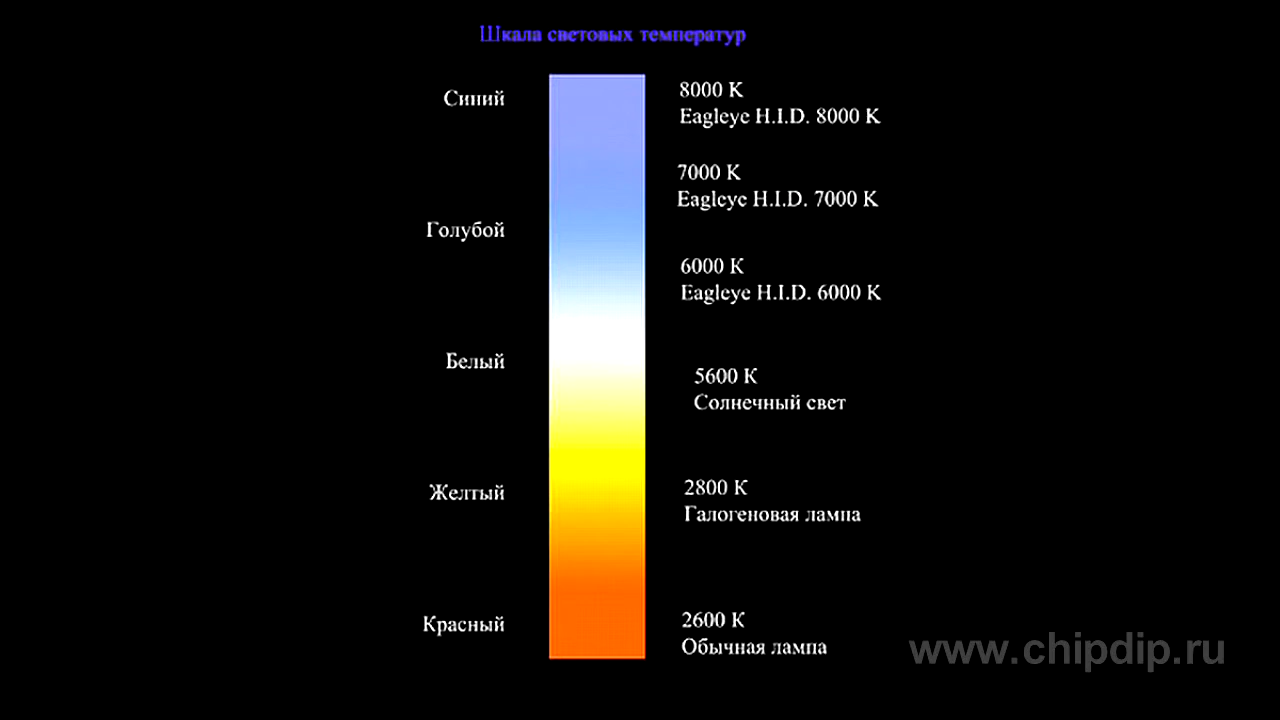 Шкала световых температур
Синий
8000 K
Eagleye H.I.D. 8000 K
7000 K
Eagleye H.I.D. 7000 K
Голубой
6000 K
Eagleye H.I.D. 6000 K
Белый
5600 K
Солнечный свет
Желтый
2800 K
Галогеновая лампа
Красный
2600 K
Обычная лампа
www.chipdip.ru